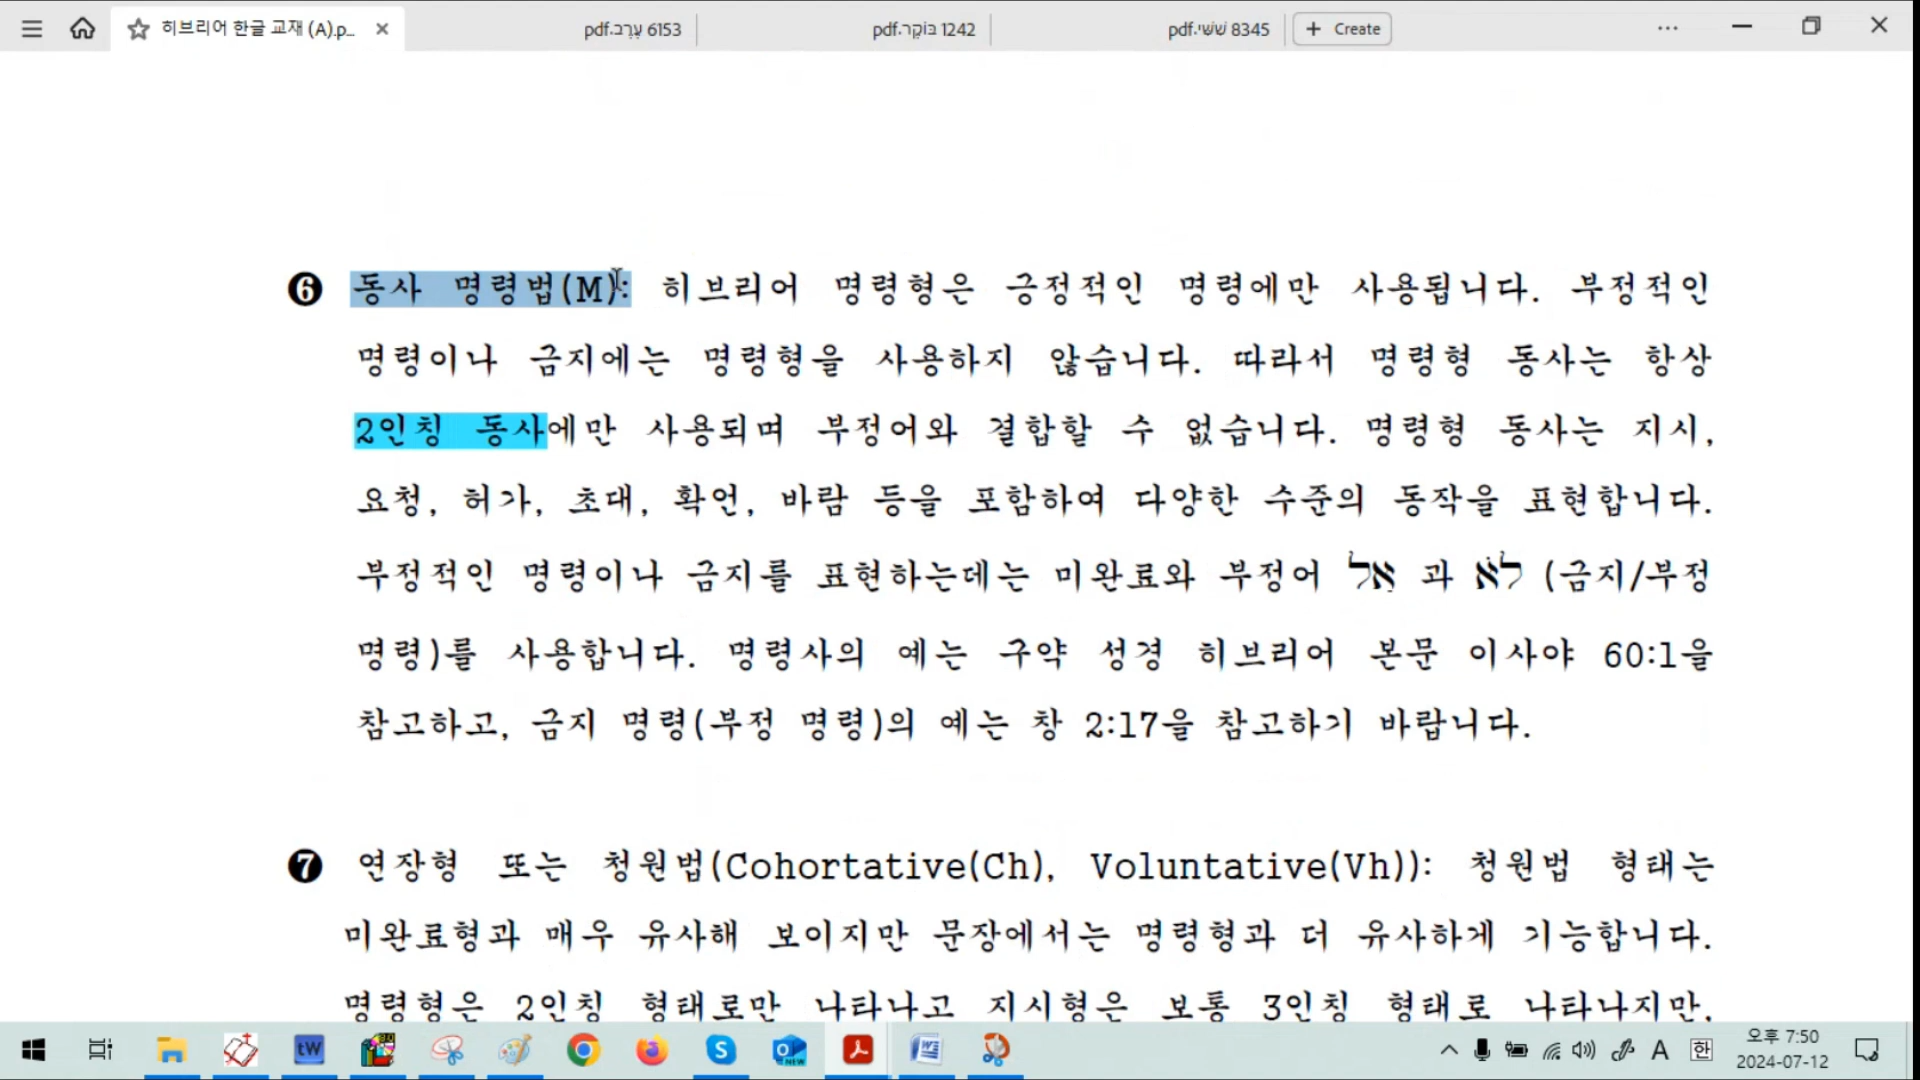 히브리어 한글 교재 (A).p...
pdf.עֶרֶב 6153
pdf.בּוֹקֶר 1242
pdf.שִׁשִּׁי 8345
+ Create
❻ 동사 명령법(M): 히브리어 명령형은 긍정적인 명령에만 사용됩니다. 부정적인
명령이나 금지에는 명령형을 사용하지 않습니다. 따라서 명령형 동사는 항상
2인칭 동사에만 사용되며 부정어와 결합할 수 없습니다. 명령형 동사는 지시,
요청, 허가, 초대, 확언, 바람 등을 포함하여 다양한 수준의 동작을 표현합니다.
부정적인 명령이나 금지를 표현하는데는 미완료와 부정어 אַל 과 לֹא (금지/부정
명령)를 사용합니다. 명령사의 예는 구약 성경 히브리어 본문 이사야 60:1을
참고하고, 금지 명령(부정 명령)의 예는 창 2:17을 참고하기 바랍니다.
❼ 연장형 또는 청원법(Cohortative(Ch), Voluntative(Vh)): 청원법 형태는
미완료형과 매우 유사해 보이지만 문장에서는 명령형과 더 유사하게 기능합니다.
명령형은 2인칭 형태로만 나타나고 지시형은 보통 3인칭 형태로 나타나지만,
tW
NEW
A
한
오후 7:50
2024-07-12